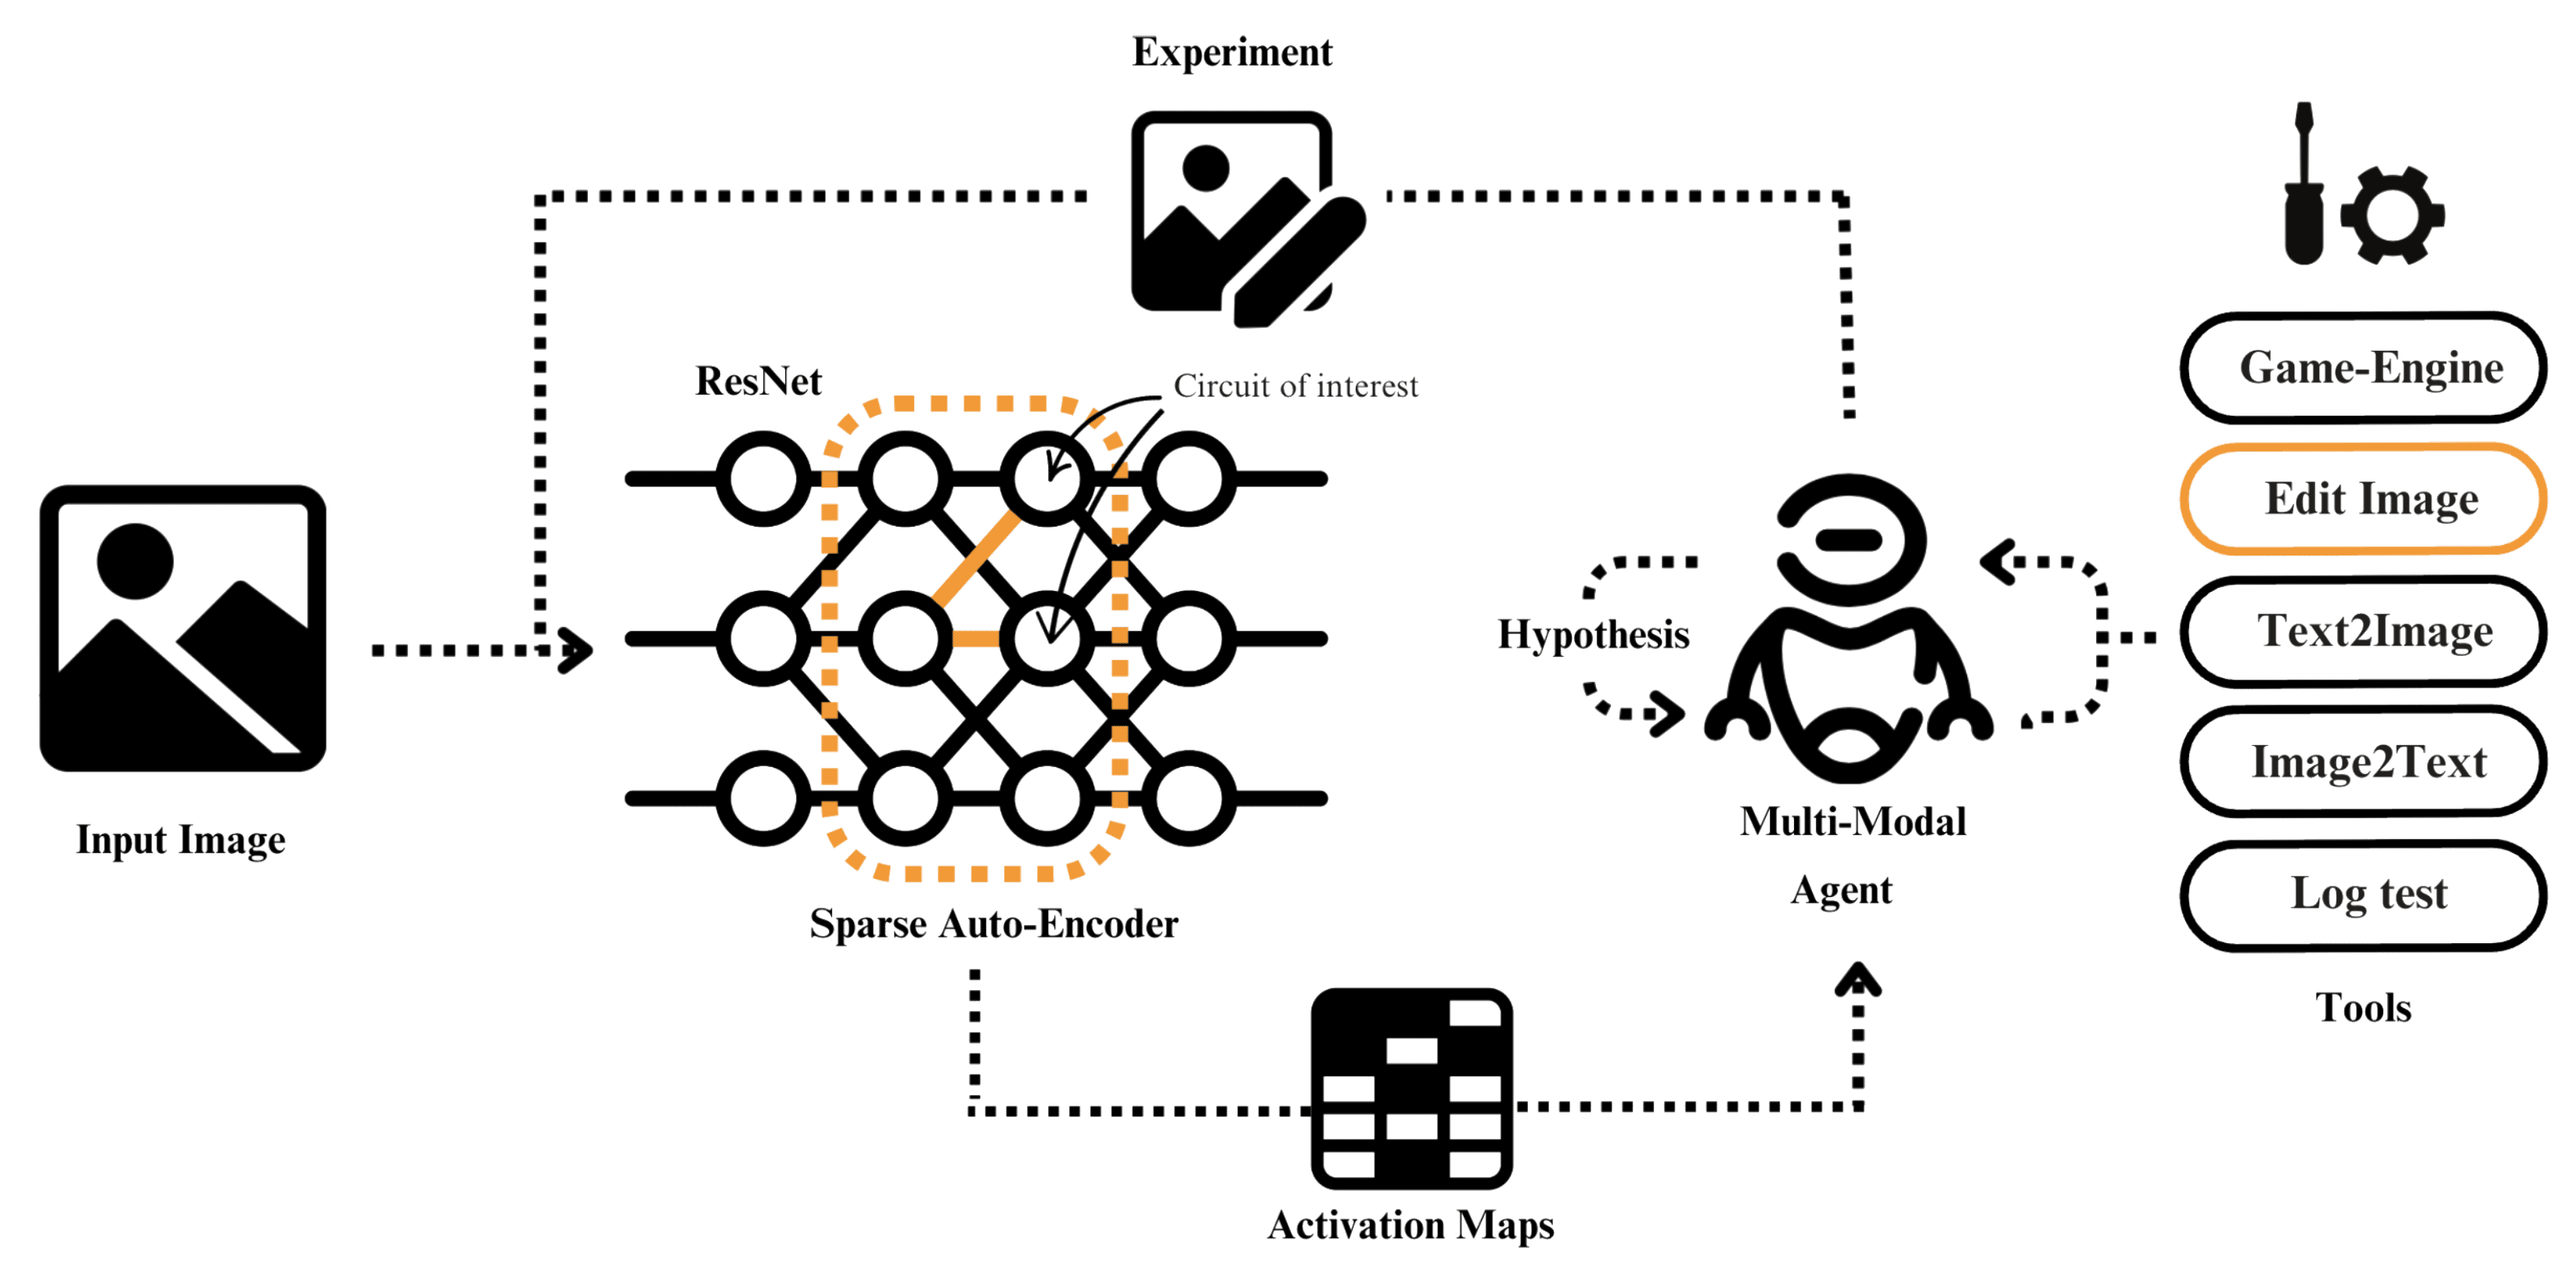 Experiment
ResNet
Circuit of interest
Input Image
Sparse Auto-Encoder
Activation Maps
Hypothesis
Multi-Modal
Agent
Game-Engine
Edit Image
Text2Image
Image2Text
Log test
Tools